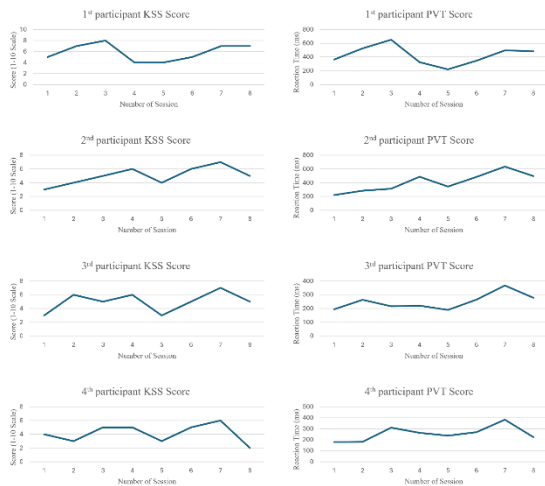 1st participant KSS Score
Score (1-10 Scale)
10
8
6
4
2
0
1 2 3 4 5 6 7 8
Number of Session
1st participant PVT Score
Reaction Time (ms)
800
600
400
200
0
1 2 3 4 5 6 7 8
Number of Session
2nd participant KSS Score
Score (1-10 Scale)
8
6
4
2
0
1 2 3 4 5 6 7 8
Number of Session
2nd participant PVT Score
Reaction Time (ms)
800
600
400
200
0
1 2 3 4 5 6 7 8
Number of Session
3rd participant KSS Score
Score (1-10 Scale)
8
6
4
2
0
1 2 3 4 5 6 7 8
Number of Session
3rd participant PVT Score
Reaction Time (ms)
400
300
200
100
0
1 2 3 4 5 6 7 8
Number of Session
4th participant KSS Score
Score (1-10 Scale)
8
6
4
2
0
1 2 3 4 5 6 7 8
Number of Session
4th participant PVT Score
Reaction Time (ms)
500
400
300
200
100
0
1 2 3 4 5 6 7 8
Number of Session